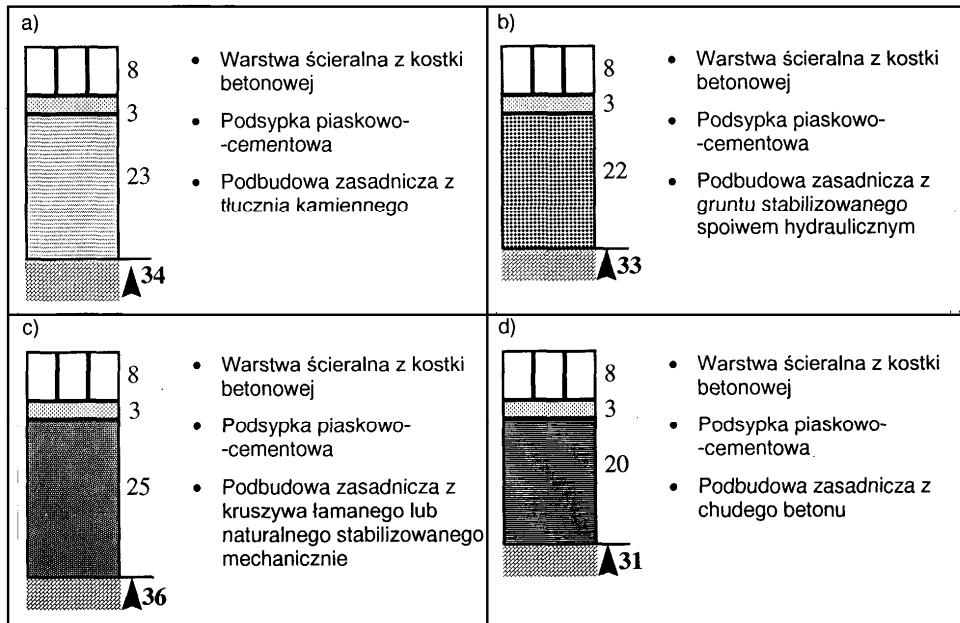 a)
8
3
23
34
• Warstwa ścieralna z kostki
betonowej
• Podsypka piaskowo-
-cementowa
• Podbudowa zasadnicza z
tłucznia kamiennego
b)
8
3
22
33
• Warstwa ścieralna z kostki
betonowej
• Podsypka piaskowo-
-cementowa
• Podbudowa zasadnicza z
gruntu stabilizowanego
spoiwem hydraulicznym
c)
8
3
25
36
• Warstwa ścieralna z kostki
betonowej
• Podsypka piaskowo-
-cementowa
• Podbudowa zasadnicza z
kruszywa łamanego lub
naturalnego stabilizowanego
mechanicznie
d)
8
3
20
31
• Warstwa ścieralna z kostki
betonowej
• Podsypka piaskowo-
-cementowa
• Podbudowa zasadnicza z
chudego betonu